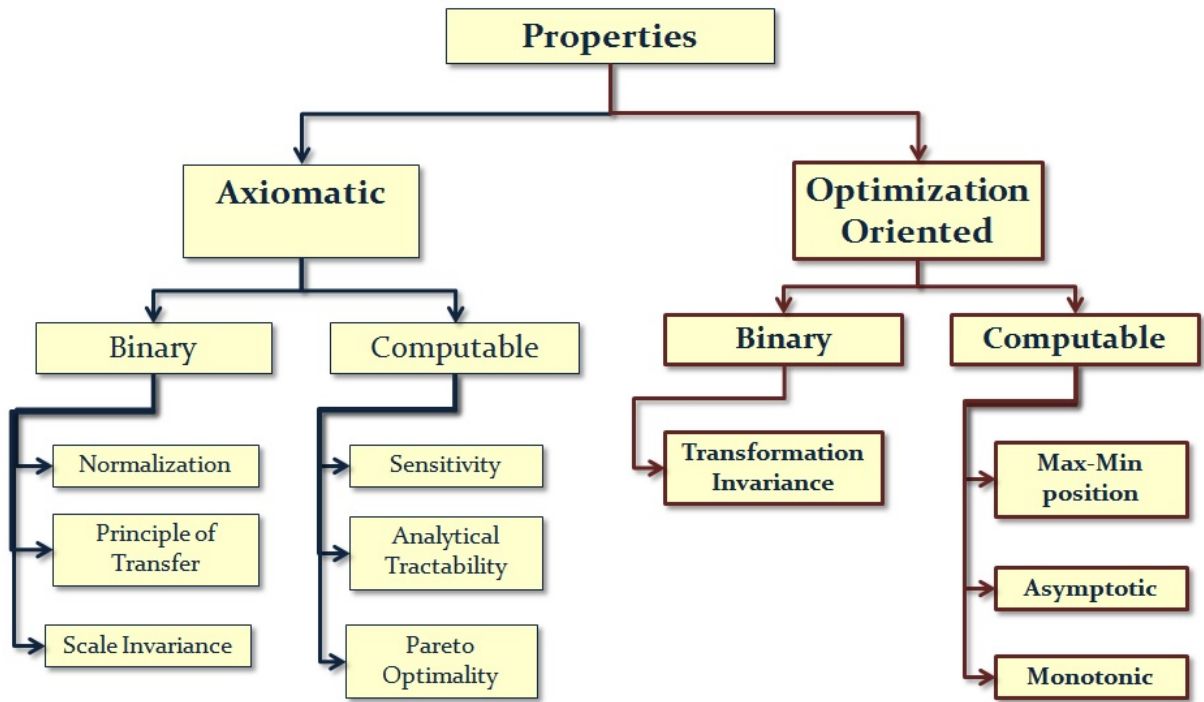 Properties
Axiomatic
Optimization
Oriented
Binary
Computable
Binary
Computable
Normalization
Principle of
Transfer
Scale Invariance
Sensitivity
Analytical
Tractability
Pareto
Optimality
Transformation
Invariance
Max-Min
position
Asymptotic
Monotonic